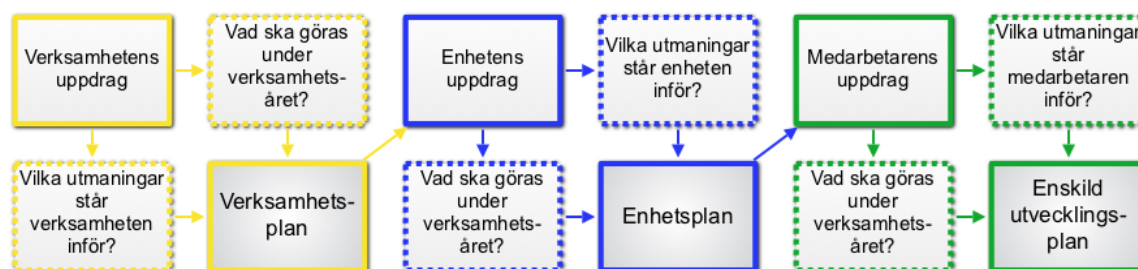 Verksamhetens
uppdrag
Vad ska göras
under
verksamhets-
året?
Vilka utmaningar
står
verksamheten
inför?
Verksamhets-
plan
Enhetens
uppdrag
Vilka utmaningar
står enheten
inför?
Vad ska göras
under
verksamhets-
året?
Enhetsplan
Medarbetarens
uppdrag
Vilka utmaningar
står
medarbetaren
inför?
Vad ska göras
under
verksamhets-
året?
Enskild
utvecklings-
plan